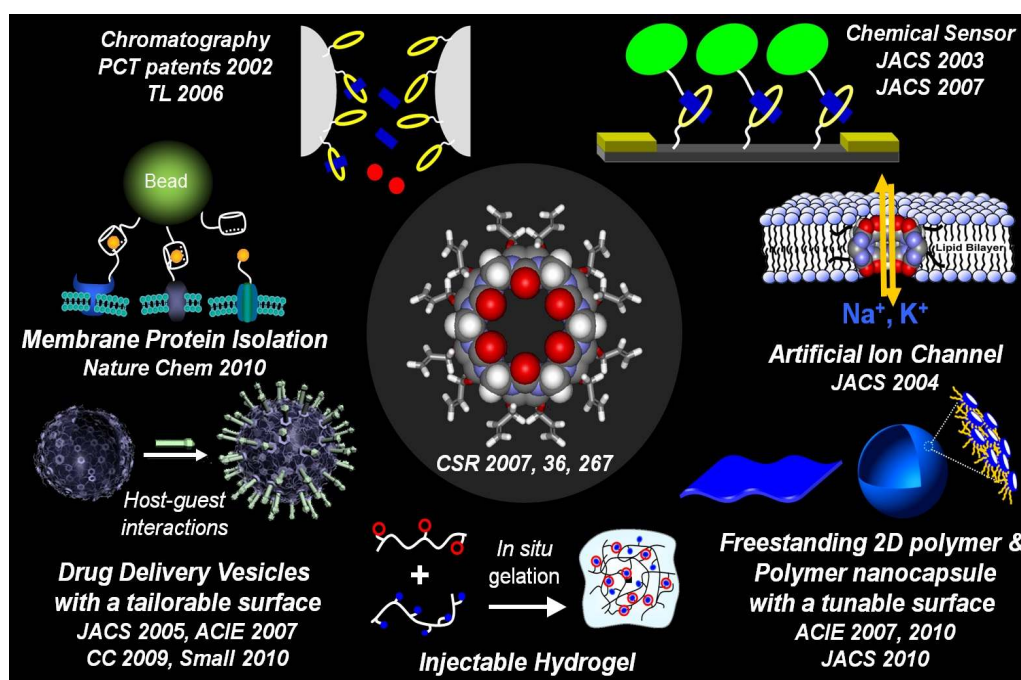 Chromatography
PCT patents 2002
TL 2006
Chemical Sensor
JACS 2003
JACS 2007
Bead
Membrane Protein Isolation
Nature Chem 2010
Lipid Bilayer
Na⁺, K⁺
Artificial Ion Channel
JACS 2004
CSR 2007, 36, 267
Host-guest
interactions
Drug Delivery Vesicles
with a tailorable surface
JACS 2005, ACIE 2007
CC 2009, Small 2010
+
In situ
gelation
Injectable Hydrogel
Freestanding 2D polymer &
Polymer nanocapsule
with a tunable surface
ACIE 2007, 2010
JACS 2010